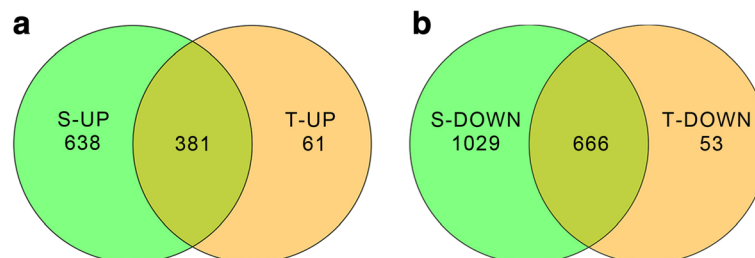 a
S-UP
638
381
T-UP
61
b
S-DOWN
1029
666
T-DOWN
53